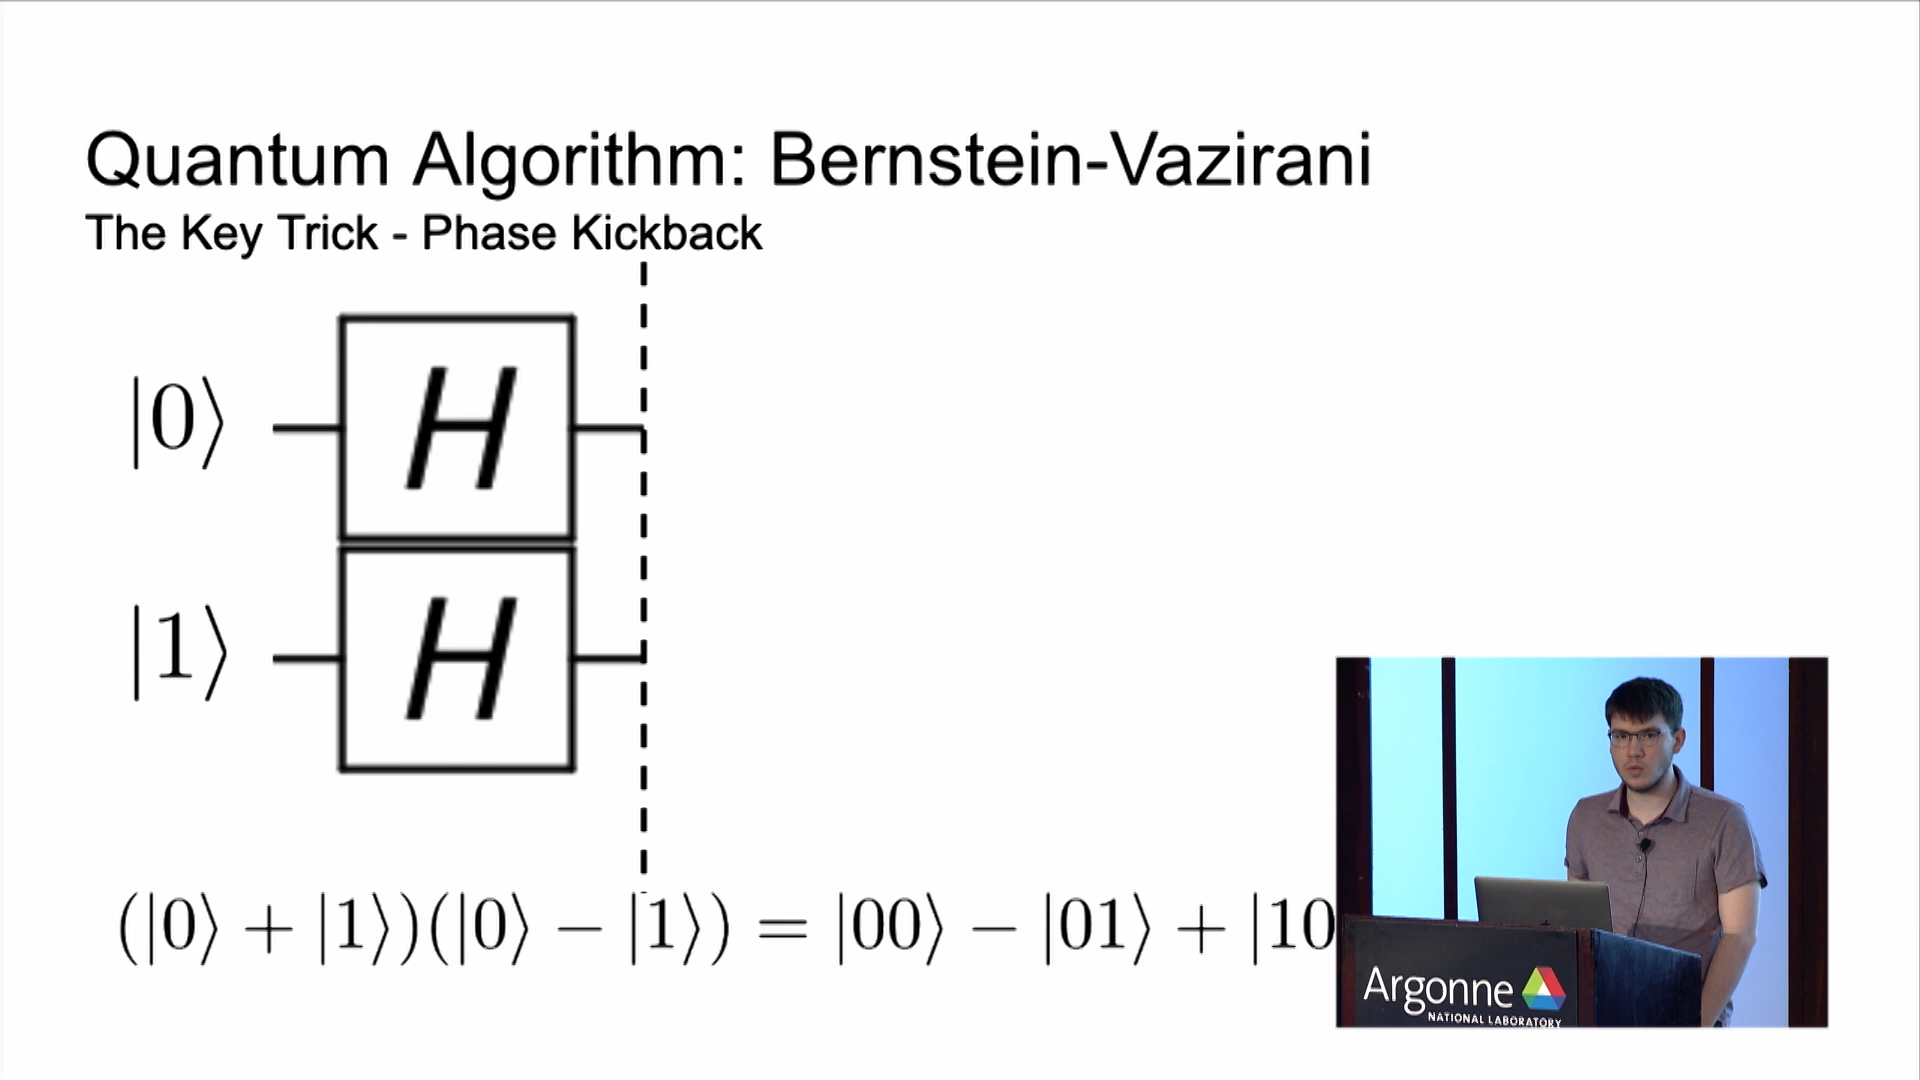 Quantum Algorithm: Bernstein-Vazirani
The Key Trick - Phase Kickback
|0⟩
H
|1⟩
H
(|0⟩ + |1⟩)(|0⟩ − |1⟩) = |00⟩ − |01⟩ + |10
Argonne
NATIONAL LABORATORY